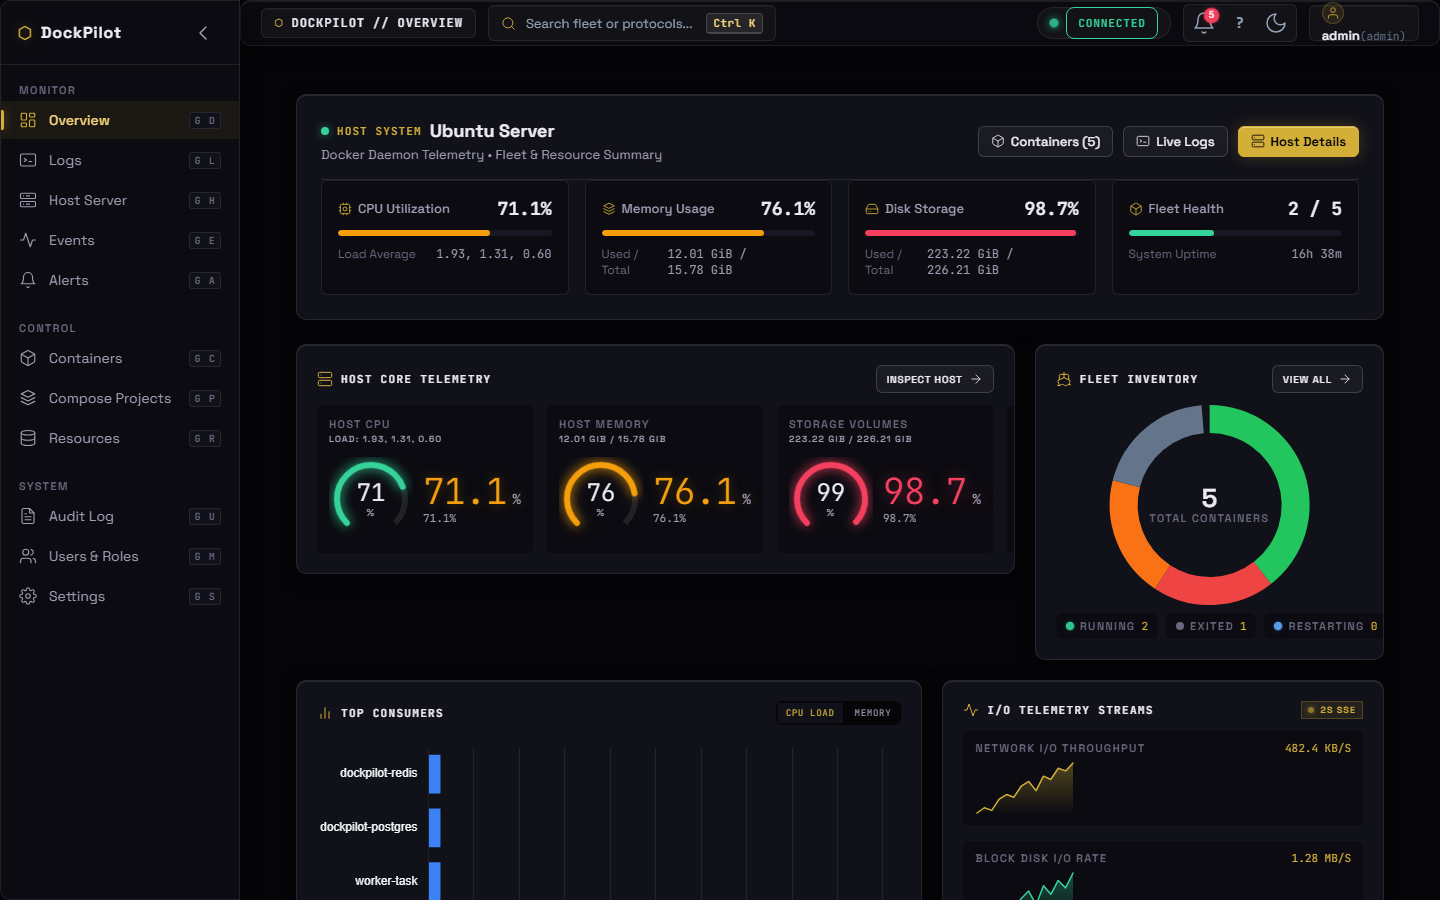 DockPilot
MONITOR
Overview G D
Logs G L
Host Server G H
Events G E
Alerts G A
CONTROL
Containers G C
Compose Projects G P
Resources G R
SYSTEM
Audit Log G U
Users & Roles G M
Settings G S
DOCKPILOT // OVERVIEW
Search fleet or protocols... Ctrl K
CONNECTED
5
?
admin(admin)
HOST SYSTEM Ubuntu Server
Docker Daemon Telemetry • Fleet & Resource Summary
Containers (5)
Live Logs
Host Details
CPU Utilization 71.1%
Load Average 1.93, 1.31, 0.60
Memory Usage 76.1%
Used / Total 12.01 GiB / 15.78 GiB
Disk Storage 98.7%
Used / Total 223.22 GiB / 226.21 GiB
Fleet Health 2 / 5
System Uptime 16h 38m
HOST CORE TELEMETRY
INSPECT HOST
HOST CPU
LOAD: 1.93, 1.31, 0.60
71
%
71.1 %
71.1%
HOST MEMORY
12.01 GIB / 15.78 GIB
76
%
76.1 %
76.1%
STORAGE VOLUMES
223.22 GIB / 226.21 GIB
99
%
98.7 %
98.7%
FLEET INVENTORY
VIEW ALL
5
TOTAL CONTAINERS
RUNNING 2
EXITED 1
RESTARTING 0
TOP CONSUMERS
CPU LOAD
MEMORY
dockpilot-redis
dockpilot-postgres
worker-task
I/O TELEMETRY STREAMS
2S SSE
NETWORK I/O THROUGHPUT 482.4 KB/S
BLOCK DISK I/O RATE 1.28 MB/S